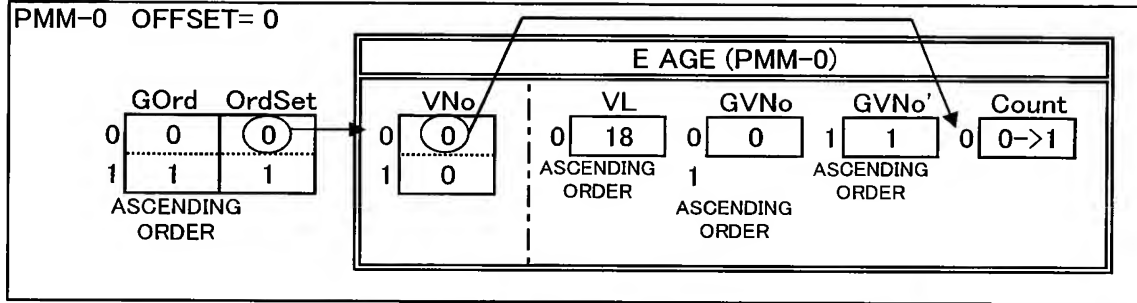 PMM-0 OFFSET= 0
E AGE (PMM-0)
GOrd OrdSet VNo VL GVNo GVNo' Count
0 0 0 0 0 0 18 0 0 1 1 0 0->1
1 1 1 1 0 ASCENDING ORDER 1 ASCENDING ORDER
ASCENDING ORDER ASCENDING ORDER